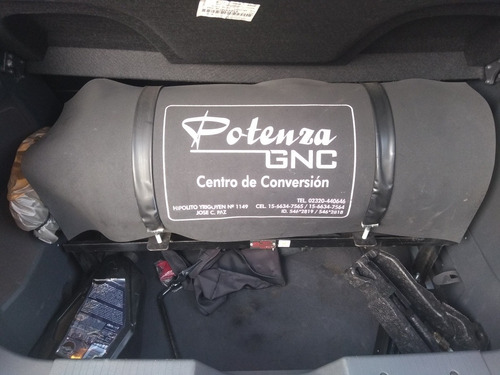 Potenza
GNC
Centro de Conversión
TEL. 02320-440646
HIPOLITO YRIGUYEN Nº 1149
CEL. 15-6634-7565 / 15-6634-7564
JOSE C. PAZ
ID. 546*2819 / 546*2818